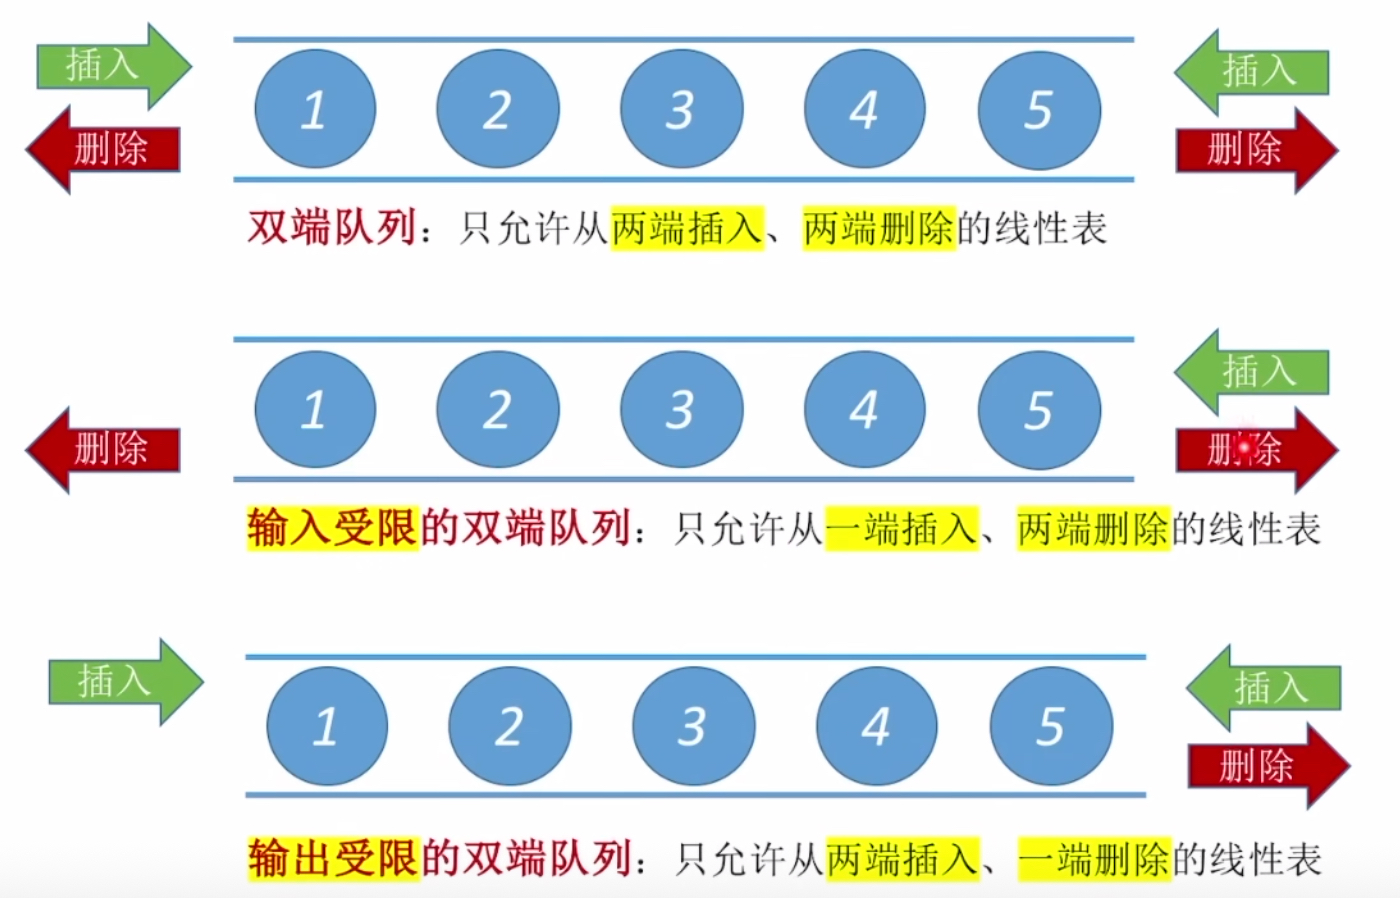 插入 插入
1 2 3 4 5
删除 删除
双端队列：只允许从两端插入、两端删除的线性表
插入
1 2 3 4 5
删除 删除
输入受限的双端队列：只允许从一端插入、两端删除的线性表
插入 插入
1 2 3 4 5
删除
输出受限的双端队列：只允许从两端插入、一端删除的线性表